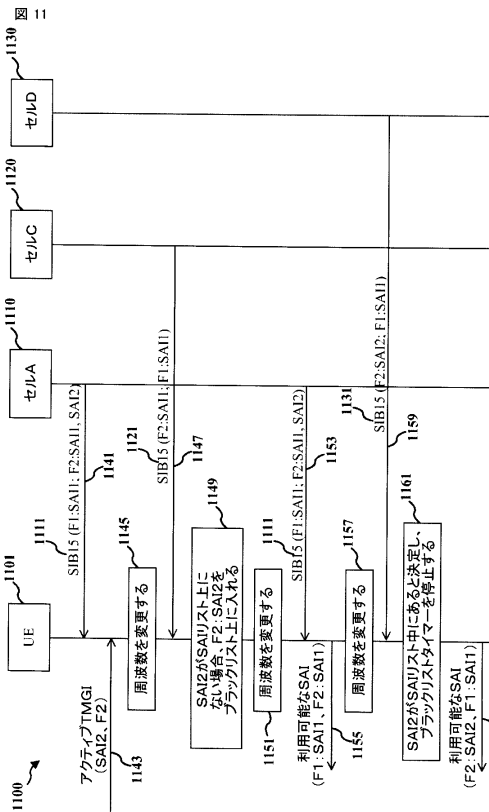 図 11
1100
UE
1101
セルA
1110
セルC
1120
セルD
1130
1111
SIB15 (F1:SAI1; F2:SAI1, SAI2)
1141
アクティブTMGI
(SAI2、F2)
1143
周波数を変更する
1145
1121
SIB15 (F2:SAI1; F1:SAI1)
1147
SAI2がSAIリスト上に
ない場合、F2:SAI2を
ブラックリスト上に入れる
1149
周波数を変更する
1151
1111
SIB15 (F1:SAI1; F2:SAI1, SAI2)
1153
利用可能なSAI
(F1:SAI1、F2:SAI1)
1155
周波数を変更する
1157
1131
SIB15 (F2:SAI2; F1:SAI1)
1159
SAI2がSAIリスト中にあると決定し、
ブラックリストタイマーを停止する
1161
利用可能なSAI
(F2:SAI2、F1:SAI1)